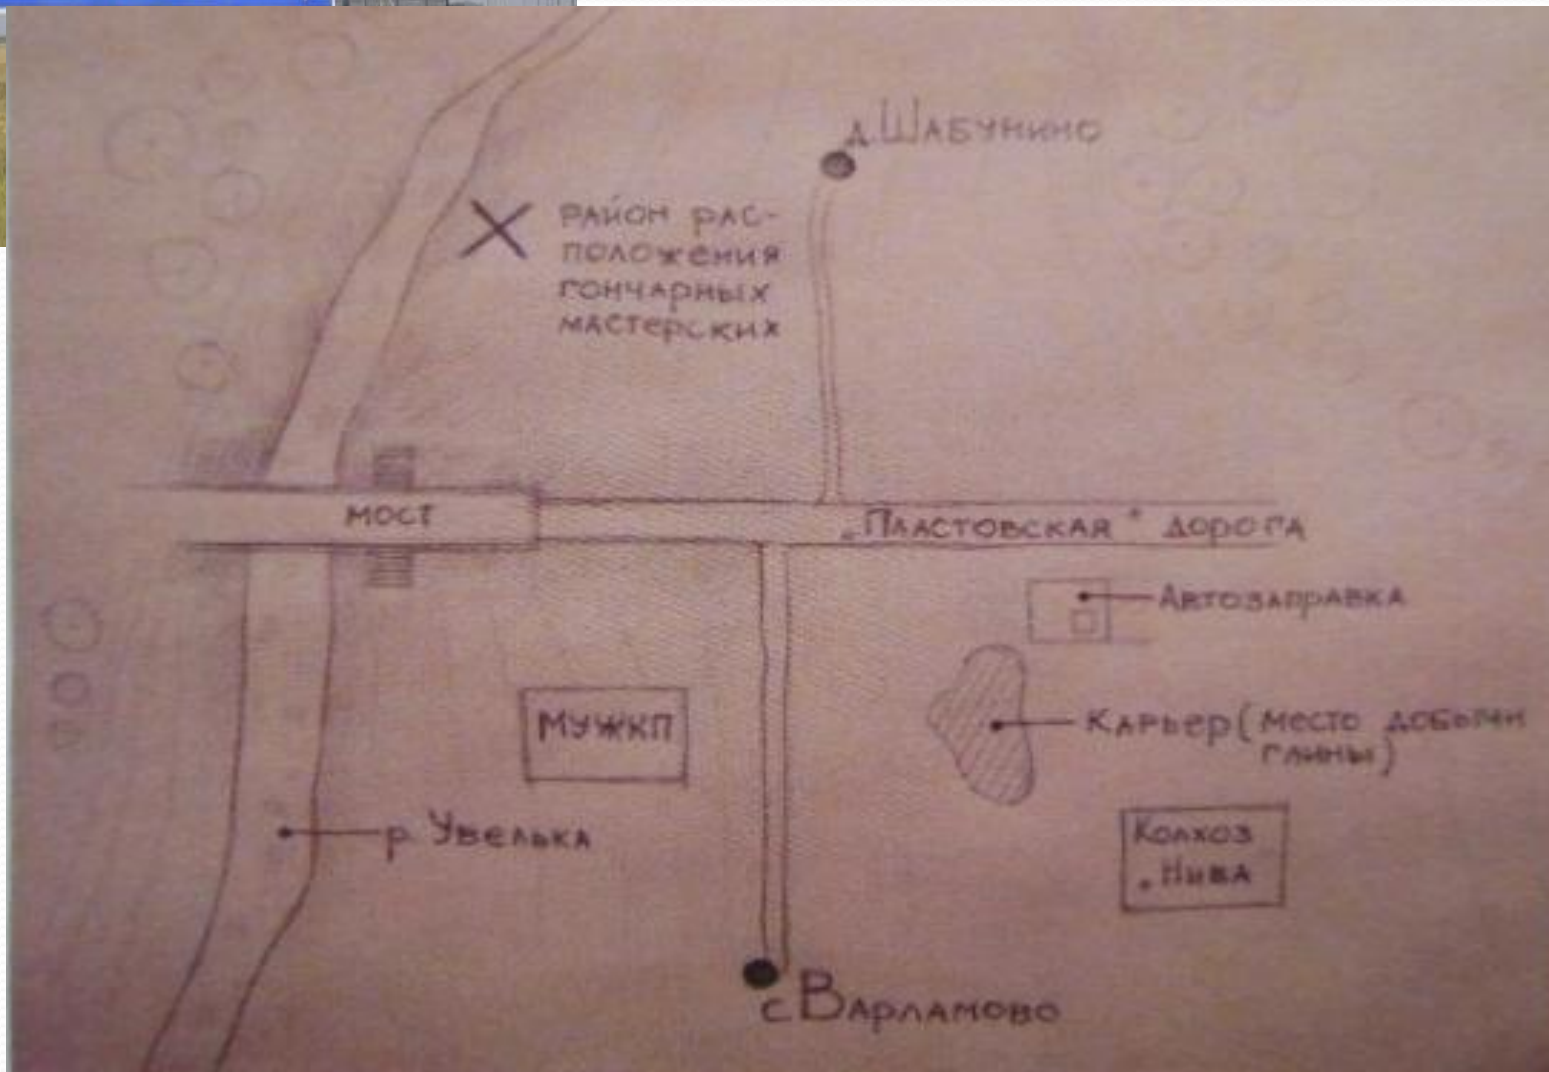 д. Шабунино
район рас-
положения
гончарных
мастерских
мост
„Пластовская" дорога
Автозаправка
МУЖКП
Карьер (место добычи
глины)
р. Увелька
Колхоз
„Нива
с. Варламово